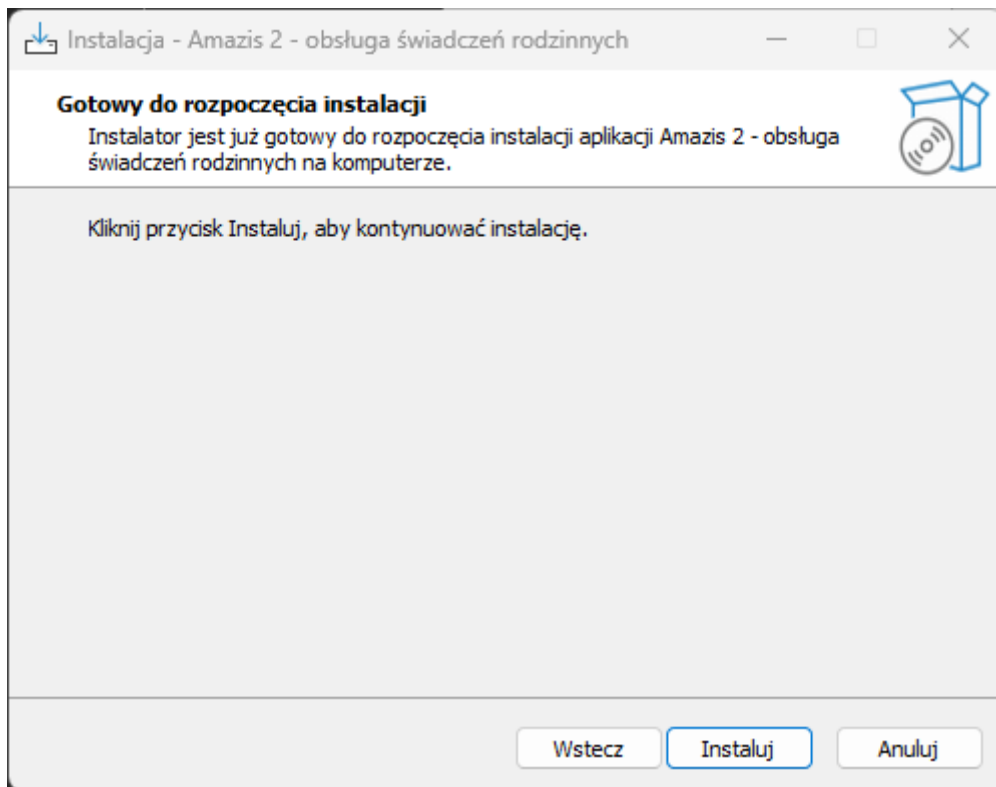 Instalacja - Amazis 2 - obsługa świadczeń rodzinnych
Gotowy do rozpoczęcia instalacji
Instalator jest już gotowy do rozpoczęcia instalacji aplikacji Amazis 2 - obsługa
świadczeń rodzinnych na komputerze.
Kliknij przycisk Instaluj, aby kontynuować instalację.
Wstecz
Instaluj
Anuluj